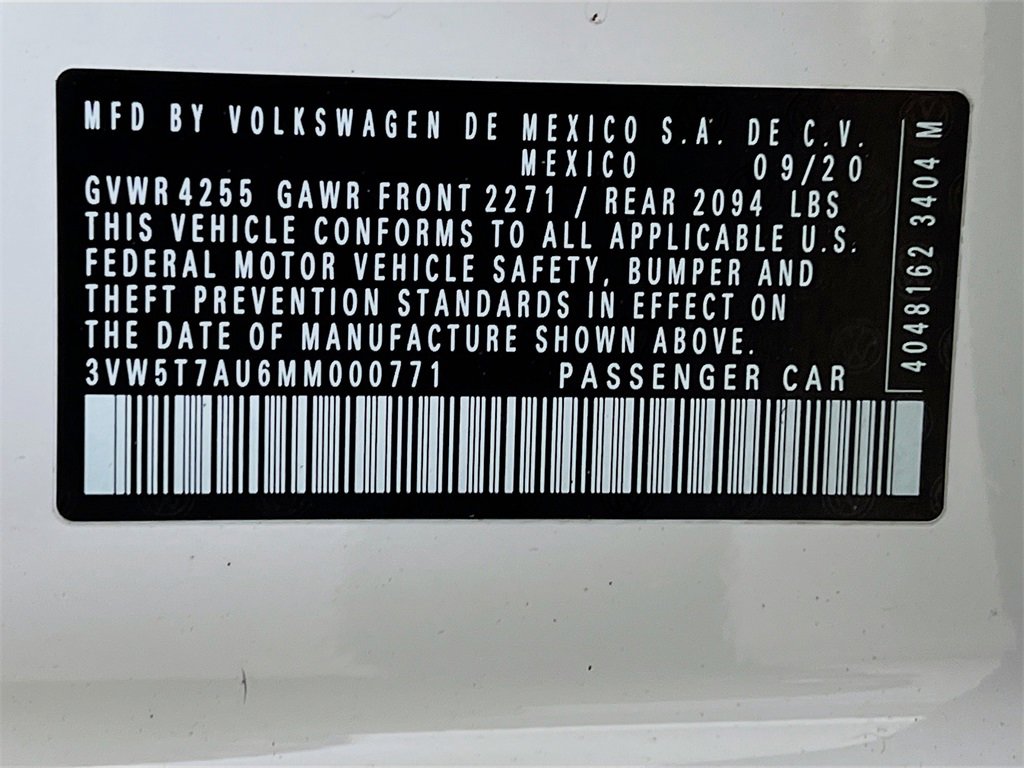 MFD BY VOLKSWAGEN DE MEXICO S.A. DE C.V.
MEXICO 09/20
GVWR 4255 GAWR FRONT 2271 / REAR 2094 LBS
THIS VEHICLE CONFORMS TO ALL APPLICABLE U.S.
FEDERAL MOTOR VEHICLE SAFETY, BUMPER AND
THEFT PREVENTION STANDARDS IN EFFECT ON
THE DATE OF MANUFACTURE SHOWN ABOVE.
3VW5T7AU6MM000771 PASSENGER CAR
4048162 3404 M